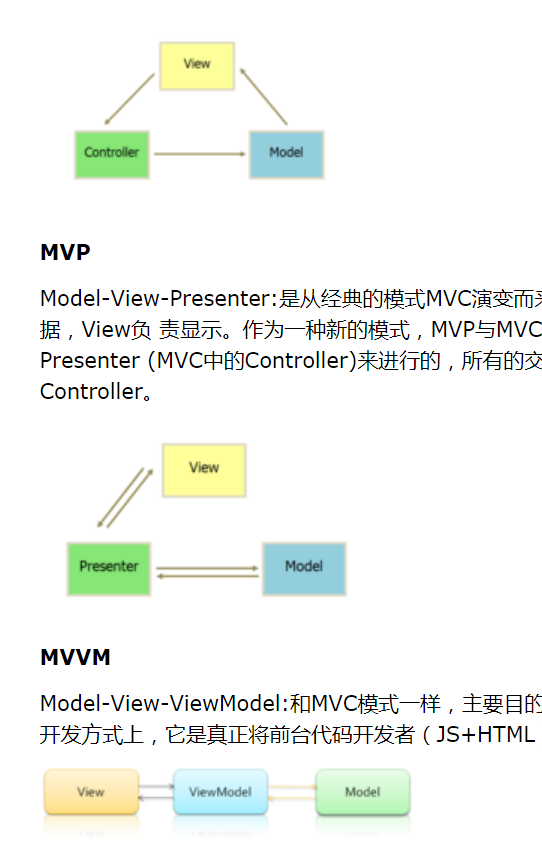 View
Controller
Model
MVP
Model-View-Presenter:是从经典的模式MVC演变而来
据，View负 责显示。作为一种新的模式，MVP与MVC
Presenter (MVC中的Controller)来进行的，所有的交
Controller。
View
Presenter
Model
MVVM
Model-View-ViewModel:和MVC模式一样，主要目的
开发方式上，它是真正将前台代码开发者（JS+HTML
View
ViewModel
Model